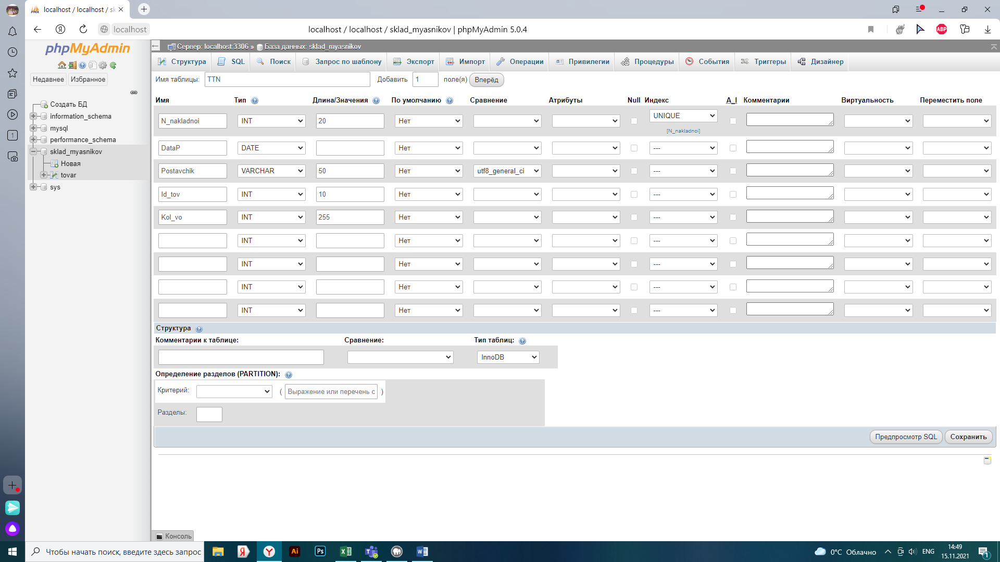 localhost / localhost / sk
localhost
localhost / localhost / sklad_myasnikov | phpMyAdmin 5.0.4
ABP
phpMyAdmin
Недавнее Избранное
Создать БД
information_schema
mysql
performance_schema
sklad_myasnikov
Новая
tovar
sys
1
Сервер: localhost:3306 » База данных: sklad_myasnikov
Структура SQL Поиск Запрос по шаблону Экспорт Импорт Операции Привилегии Процедуры События Триггеры Дизайнер
Имя таблицы: TTN Добавить 1 поле(я) Вперёд
Имя Тип Длина/Значения По умолчанию Сравнение Атрибуты Null Индекс A_I Комментарии Виртуальность Переместить поле
N_nakladnoi INT 20 Нет UNIQUE
[N_nakladnoi]
DataP DATE Нет ---
Postavchik VARCHAR 50 Нет utf8_general_ci ---
Id_tov INT 10 Нет ---
Kol_vo INT 255 Нет ---
INT Нет ---
INT Нет ---
INT Нет ---
INT Нет ---
Структура
Комментарии к таблице: Сравнение: Тип таблиц:
InnoDB
Определение разделов (PARTITION):
Критерий: ( Выражение или перечень с )
Разделы:
Предпросмотр SQL Сохранить
Консоль
Чтобы начать поиск, введите здесь запрос
Ai Ps
0°C Облачно ENG 14:49
15.11.2021
1